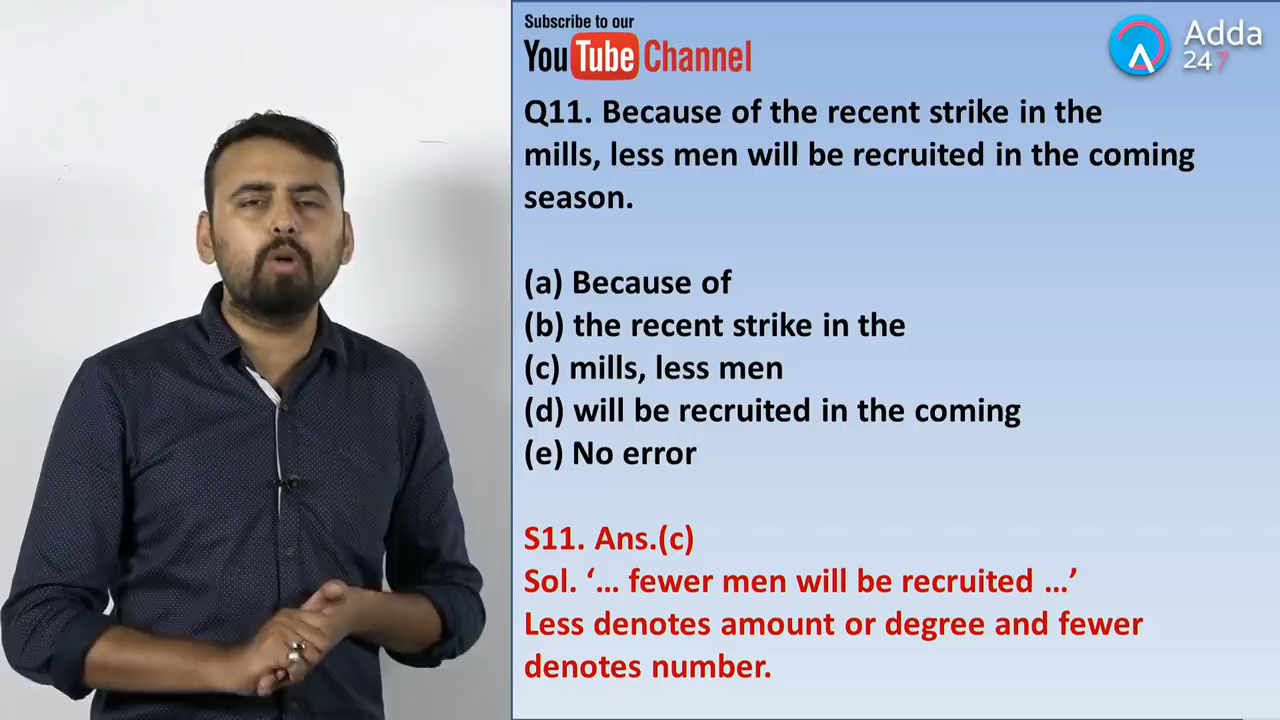 Subscribe to our
YouTube Channel
Adda
247
Q11. Because of the recent strike in the
mills, less men will be recruited in the coming
season.
(a) Because of
(b) the recent strike in the
(c) mills, less men
(d) will be recruited in the coming
(e) No error
S11. Ans.(c)
Sol. ‘... fewer men will be recruited ...’
Less denotes amount or degree and fewer
denotes number.